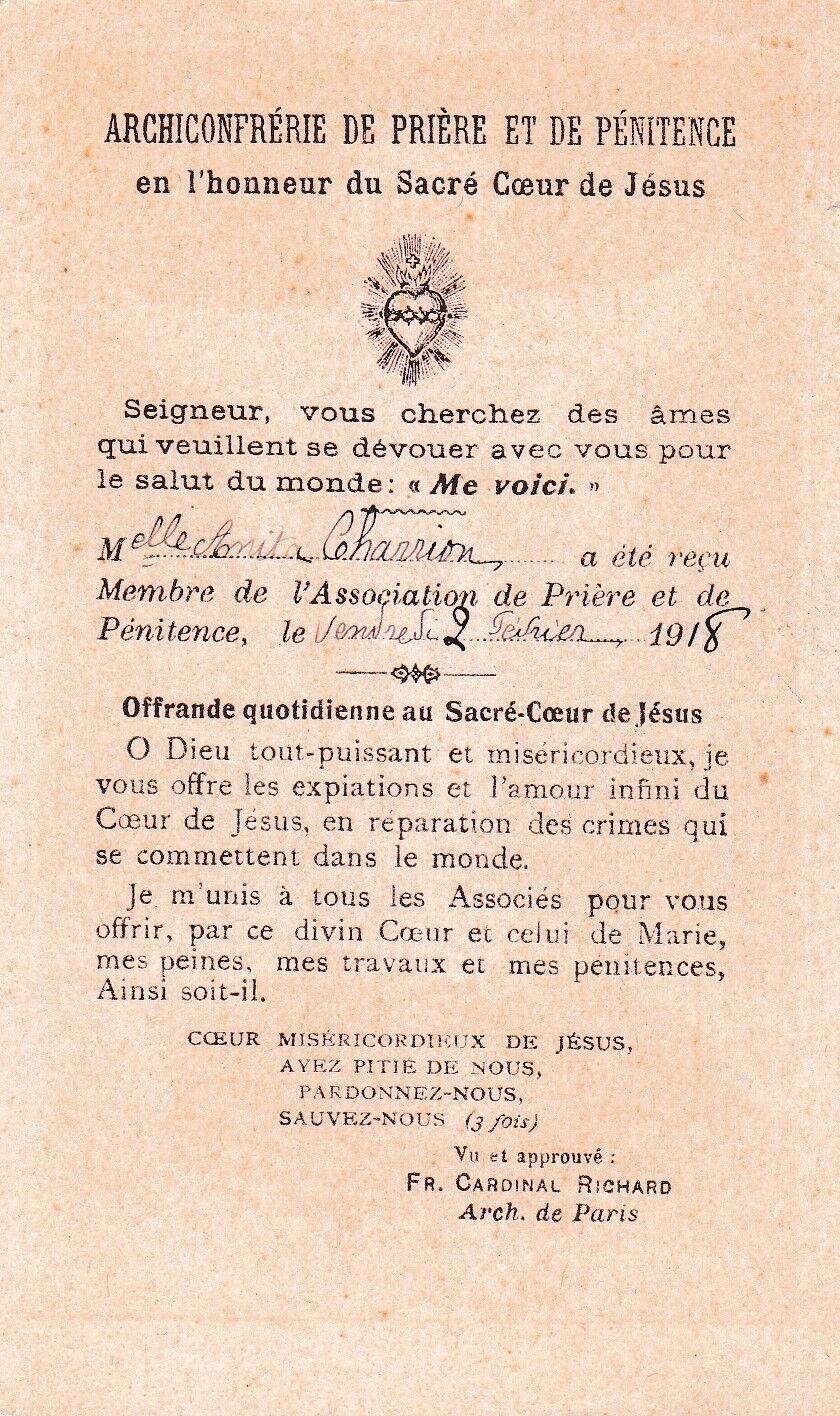 ARCHICONFRÉRIE DE PRIÈRE ET DE PÉNITENCE
en l'honneur du Sacré Cœur de Jésus
Seigneur, vous cherchez des âmes
qui veuillent se dévouer avec vous pour
le salut du monde: « Me voici. »
Melle Anita Charrion, a été reçu
Membre de l'Association de Prière et de
Pénitence, le Vendredi 2 Février, 1918
Offrande quotidienne au Sacré-Cœur de Jésus
O Dieu tout-puissant et miséricordieux, je
vous offre les expiations et l'amour infini du
Cœur de Jésus, en réparation des crimes qui
se commettent dans le monde.
Je m'unis à tous les Associés pour vous
offrir, par ce divin Cœur et celui de Marie,
mes peines, mes travaux et mes pénitences,
Ainsi soit-il.
CŒUR MISÉRICORDIEUX DE JÉSUS,
AYEZ PITIÉ DE NOUS,
PARDONNEZ-NOUS,
SAUVEZ-NOUS (3 fois)
Vu et approuvé :
FR. CARDINAL RICHARD
Arch. de Paris